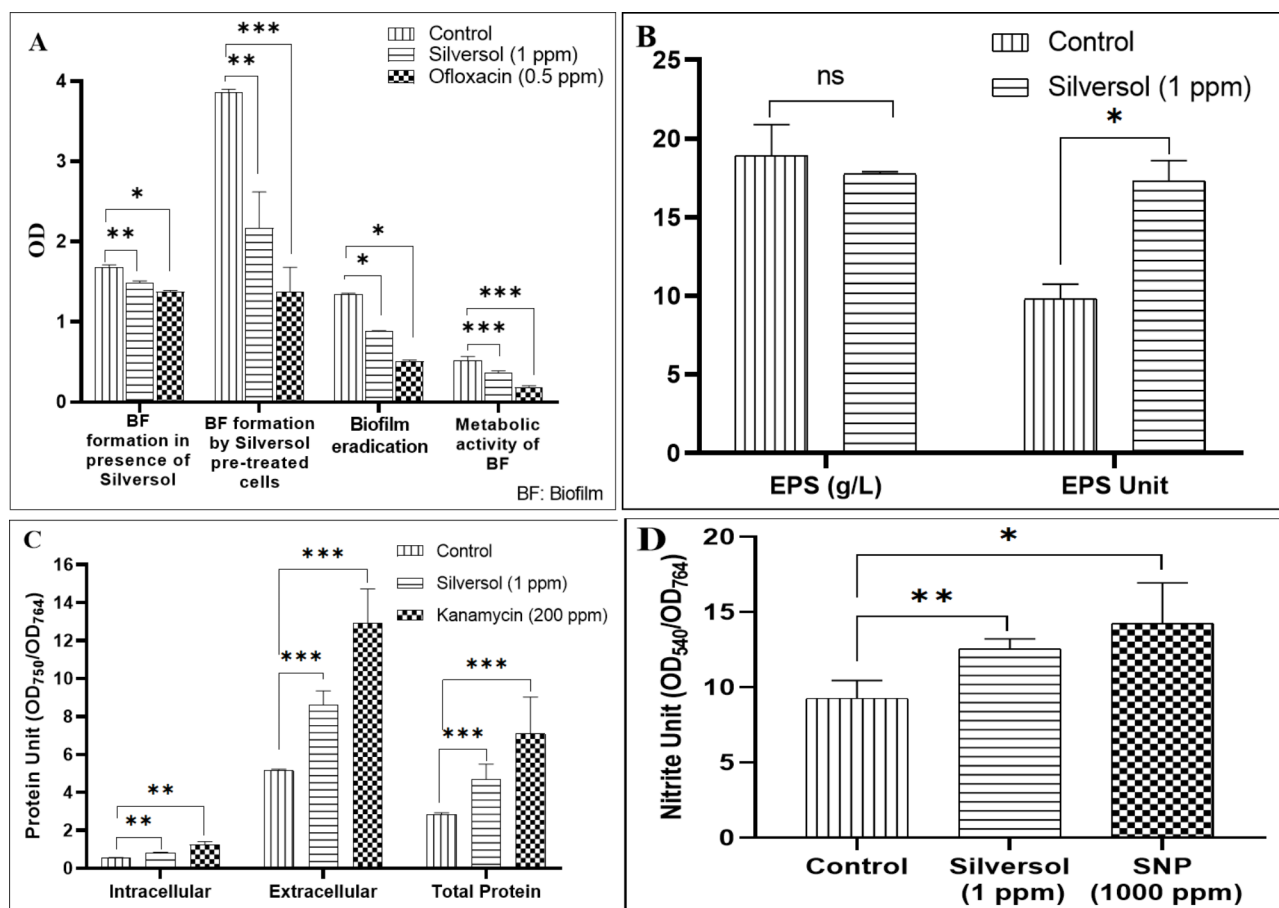 A
Control
Silversol (1 ppm)
Ofloxacin (0.5 ppm)
***
**
*
**
*
*
***
***
OD
4
3
2
1
0
BF
formation in
presence of
Silversol
BF formation
by Silversol
pre-treated
cells
Biofilm
eradication
Metabolic
activity of
BF
BF: Biofilm
B
Control
Silversol (1 ppm)
ns
*
25
20
15
10
5
0
EPS (g/L)
EPS Unit
C
Control
Silversol (1 ppm)
Kanamycin (200 ppm)
***
***
***
***
**
**
Protein Unit (OD750/OD764)
16
14
12
10
8
6
4
2
0
Intracellular
Extracellular
Total Protein
D
*
**
Nitrite Unit (OD540/OD764)
20
15
10
5
0
Control
Silversol
(1 ppm)
SNP
(1000 ppm)